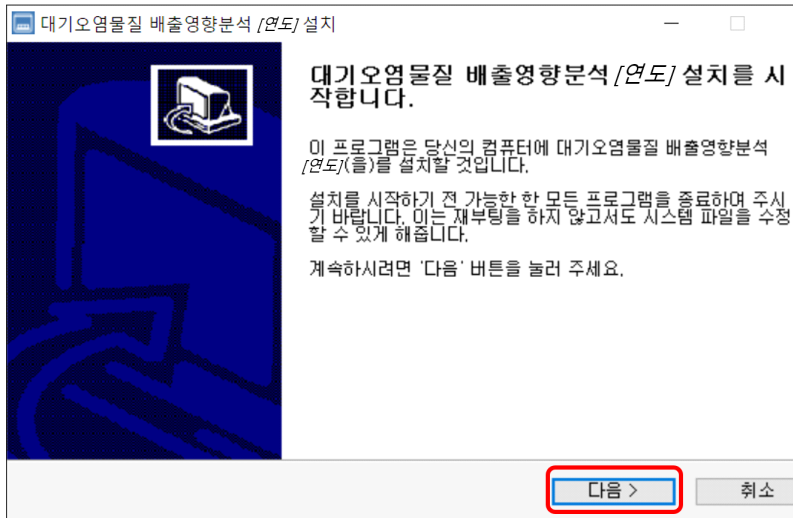 대기오염물질 배출영향분석 [연도] 설치
대기오염물질 배출영향분석 [연도] 설치를 시
작합니다.
이 프로그램은 당신의 컴퓨터에 대기오염물질 배출영향분석
[연도](을)를 설치할 것입니다.
설치를 시작하기 전 가능한 한 모든 프로그램을 종료하여 주시
기 바랍니다. 이는 재부팅을 하지 않고서도 시스템 파일을 수정
할 수 있게 해줍니다.
계속하시려면 '다음' 버튼을 눌러 주세요.
다음 > 취소